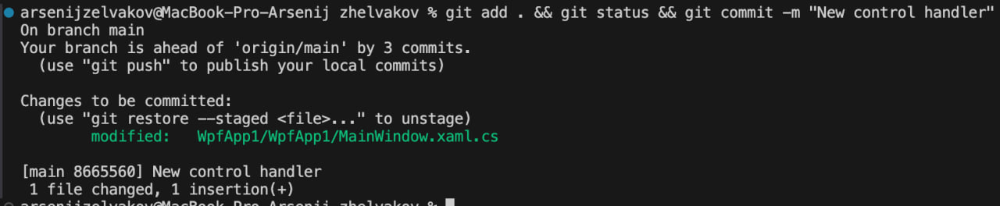 arsenijzelvakov@MacBook-Pro-Arsenij zhelvakov % git add . && git status && git commit -m "New control handler"
On branch main
Your branch is ahead of 'origin/main' by 3 commits.
  (use "git push" to publish your local commits)

Changes to be committed:
  (use "git restore --staged <file>..." to unstage)
        modified:   WpfApp1/WpfApp1/MainWindow.xaml.cs

[main 8665560] New control handler
 1 file changed, 1 insertion(+)
arsenijzelvakov@MacBook-Pro-Arsenij zhelvakov %